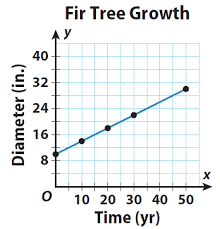 Fir Tree Growth
y
Diameter (in.)
40
32
24
16
8
O
10 20 30 40 50
x
Time (yr)